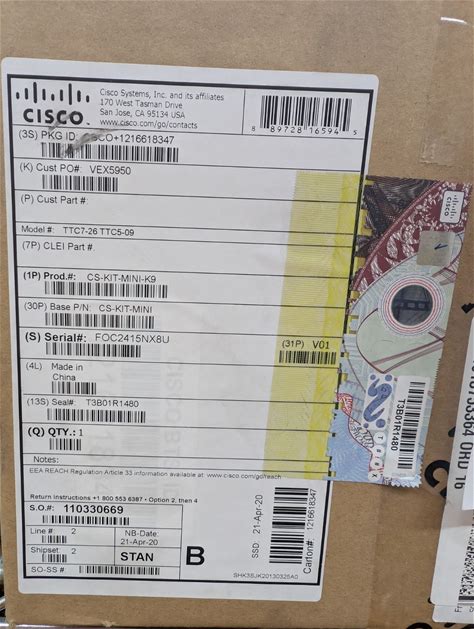 CISCO
Cisco Systems, Inc. and its affiliates
170 West Tasman Drive
San Jose, CA 95134 USA
www.cisco.com/go/contacts
8 89728 16594 5
(3S) PKG ID: CO+1216618347
(K) Cust PO#: VEX5950
(P) Cust Part #:
Model #: TTC7-26 TTC5-09
(7P) CLEI Part #:
(1P) Prod.#: CS-KIT-MINI-K9
(30P) Base P/N: CS-KIT-MINI
(S) Serial#: FOC2415NX8U
(31P) V01
(4L) Made in
China
(13S) Seal#: T3B01R1480
(Q) QTY.: 1
Notes:
EEA REACH Regulation Article 33 information available at www.cisco.com/go/reach
Return instructions +1 800 553 6387 • Option 2, then 4
S.O.#: 110330669
Line # 2
NB-Date:
21-Apr-20
Shipset 2
STAN
SO-SS #
B
SSD 21-Apr-20
Carton#: 1216618347
SHK3SJK20130328A0
CISCO
T3B01R1480